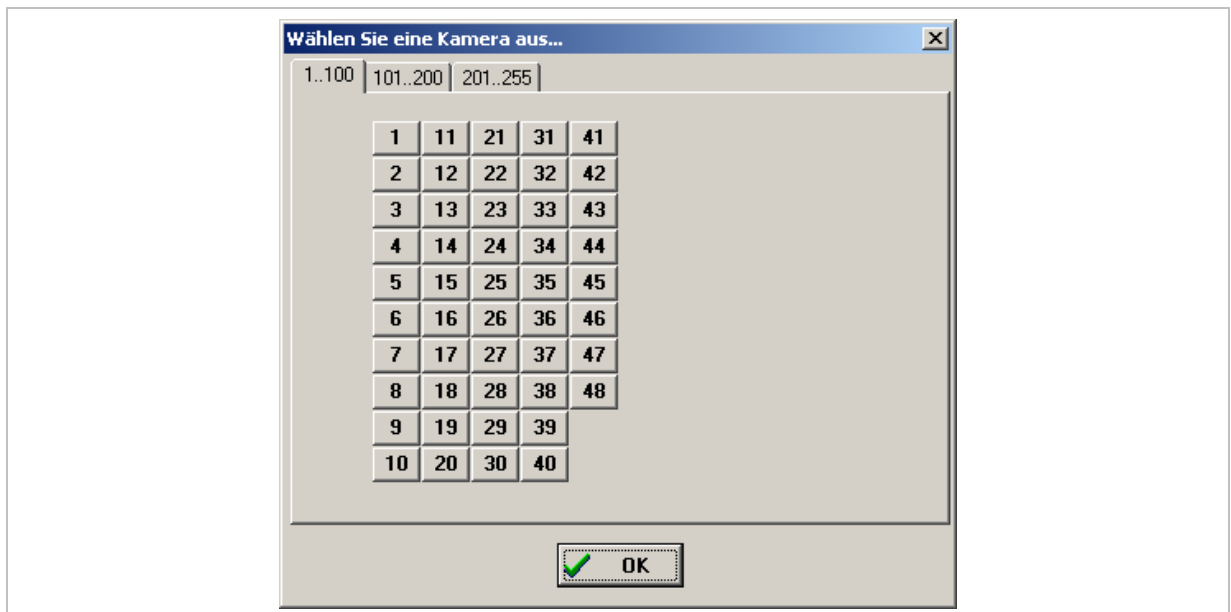 Wählen Sie eine Kamera aus...
1..100 101..200 201..255
1 11 21 31 41
2 12 22 32 42
3 13 23 33 43
4 14 24 34 44
5 15 25 35 45
6 16 26 36 46
7 17 27 37 47
8 18 28 38 48
9 19 29 39
10 20 30 40
OK